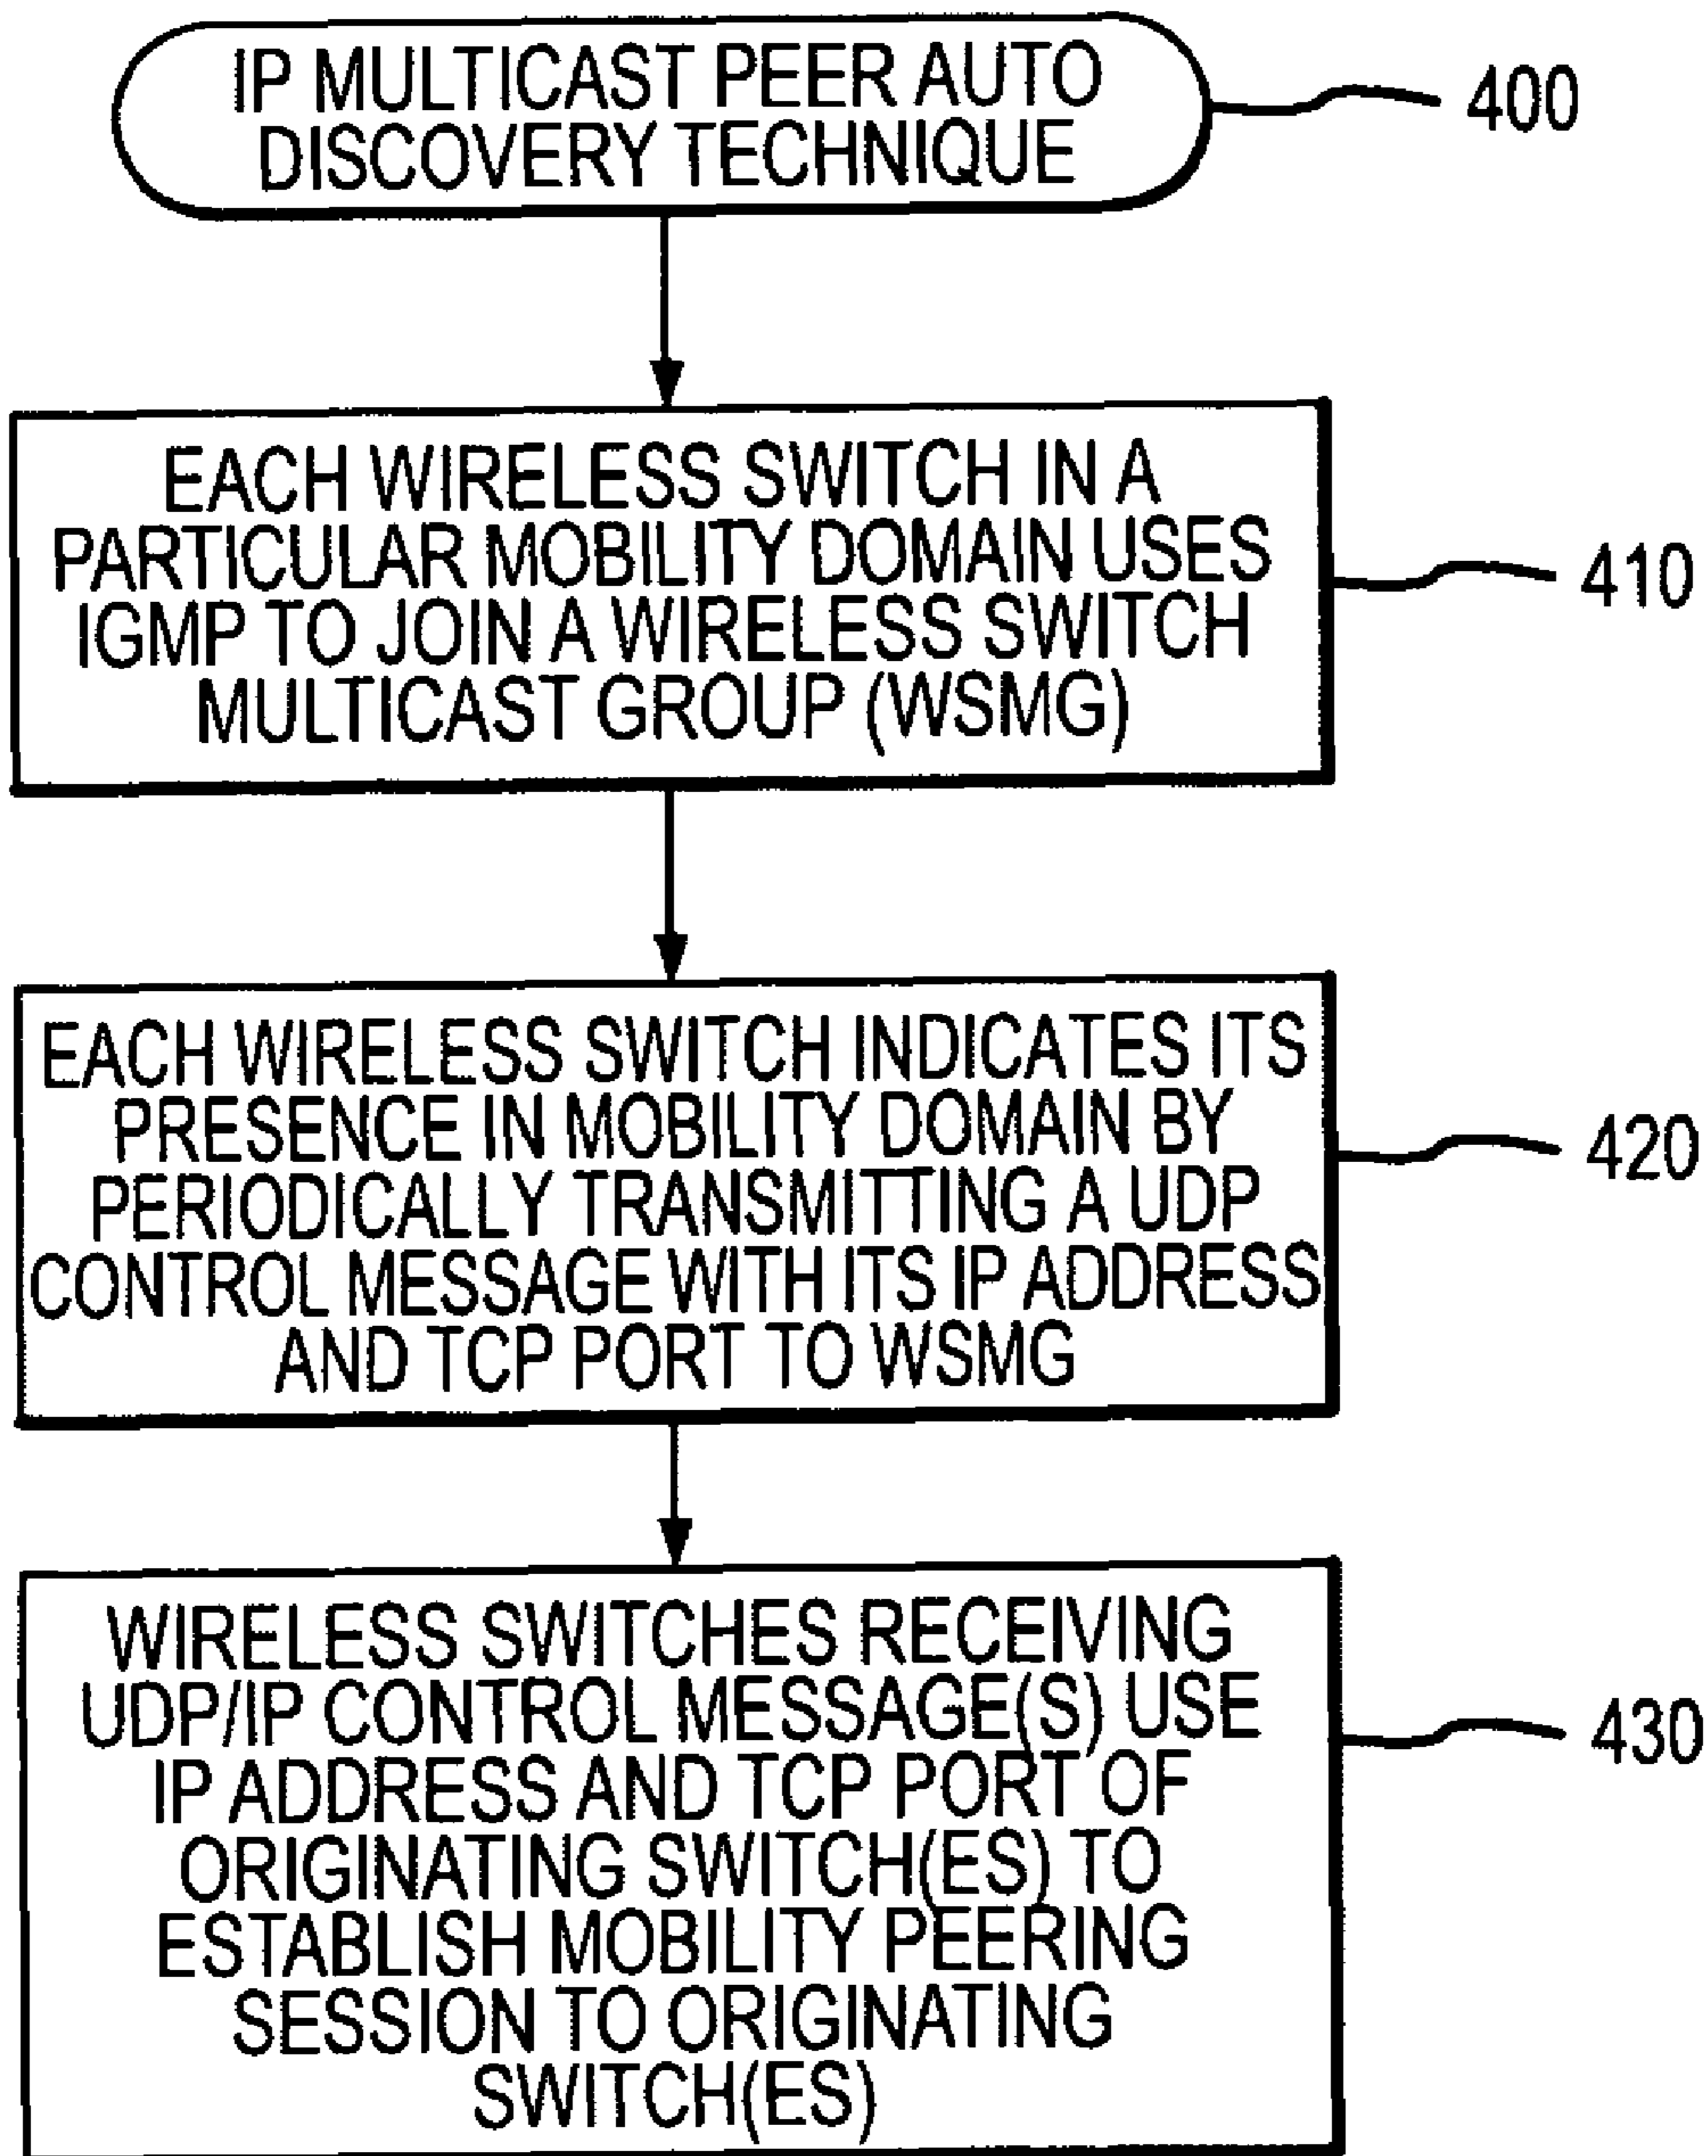 IP MULTICAST PEER AUTO
DISCOVERY TECHNIQUE
400
EACH WIRELESS SWITCH IN A
PARTICULAR MOBILITY DOMAIN USES
IGMP TO JOIN A WIRELESS SWITCH
MULTICAST GROUP (WSMG)
410
EACH WIRELESS SWITCH INDICATES ITS
PRESENCE IN MOBILITY DOMAIN BY
PERIODICALLY TRANSMITTING A UDP
CONTROL MESSAGE WITH ITS IP ADDRESS
AND TCP PORT TO WSMG
420
WIRELESS SWITCHES RECEIVING
UDP/IP CONTROL MESSAGE(S) USE
IP ADDRESS AND TCP PORT OF
ORIGINATING SWITCH(ES) TO
ESTABLISH MOBILITY PEERING
SESSION TO ORIGINATING
SWITCH(ES)
430